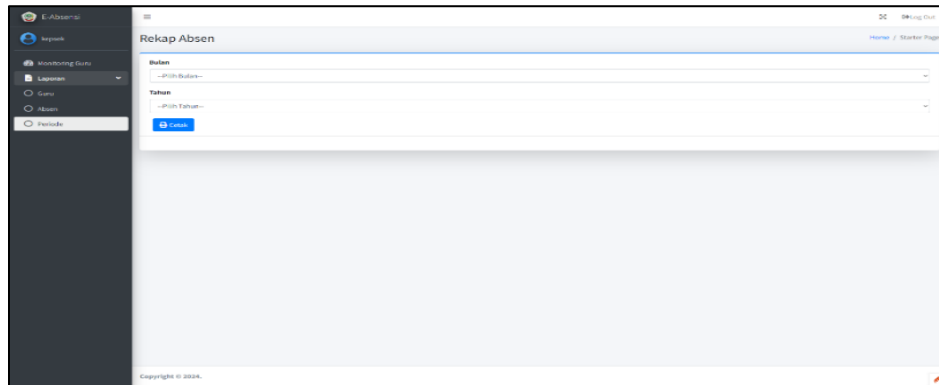 E-Absensi
Log Out
kepsek
Rekap Absen
Home / Starter Page
Monitoring Guru
Laporan
Guru
Absen
Periode
Bulan
--Pilih Bulan--
Tahun
--Pilih Tahun--
Cetak
Copyright © 2024.